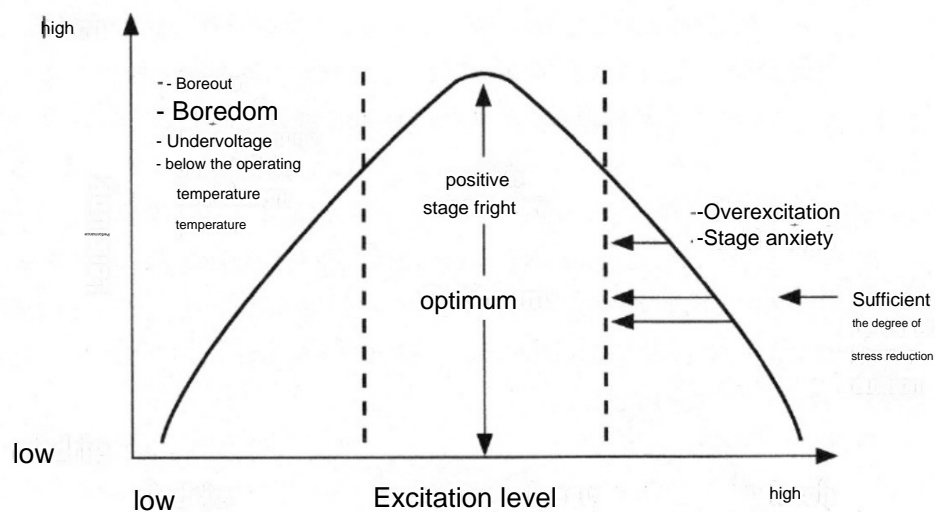 high
-- Boreout
- Boredom
- Undervoltage
- below the operating
temperature
temperature
positive
stage fright
optimum
--Overexcitation
-Stage anxiety
Sufficient
the degree of
stress reduction
low
low
Excitation level
high